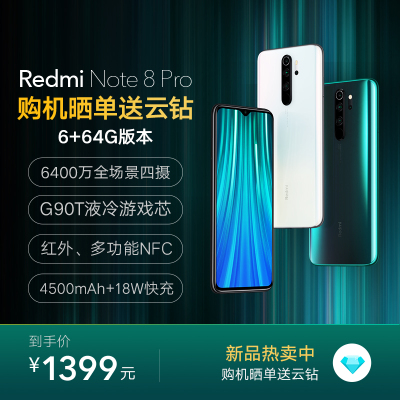 Redmi Note 8 Pro
购机晒单送云钻
6+64G版本
6400万全场景四摄
G90T液冷游戏芯
红外、多功能NFC
4500mAh+18W快充
到手价
¥1399元
新品热卖中
购机晒单送云钻